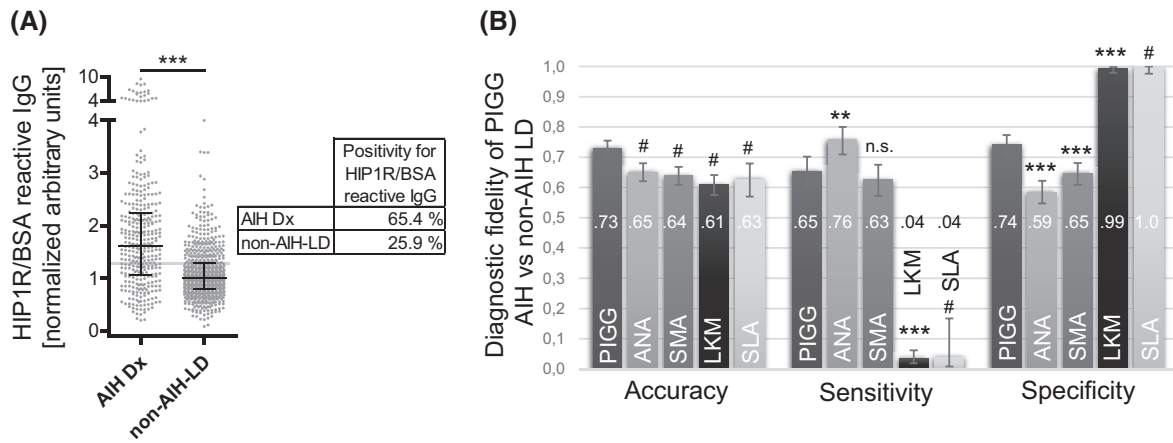 (A)
HIP1R/BSA reactive IgG
[normalized arbitrary units]
***
10
4
4
3
2
1
0
AIH Dx
non-AIH-LD
Positivity for
HIP1R/BSA
reactive IgG
AIH Dx 65.4 %
non-AIH-LD 25.9 %
(B)
Diagnostic fidelity of PIGG
AIH vs non-AIH LD
1,0
0,9
0,8
0,7
0,6
0,5
0,4
0,3
0,2
0,1
0,0
# # # #
.73 .65 .64 .61 .63
PIGG ANA SMA LKM SLA
Accuracy
** n.s.
.65 .76 .63 .04 .04
*** #
PIGG ANA SMA LKM SLA
Sensitivity
*** *** *** #
.74 .59 .65 .99 1.0
PIGG ANA SMA LKM SLA
Specificity